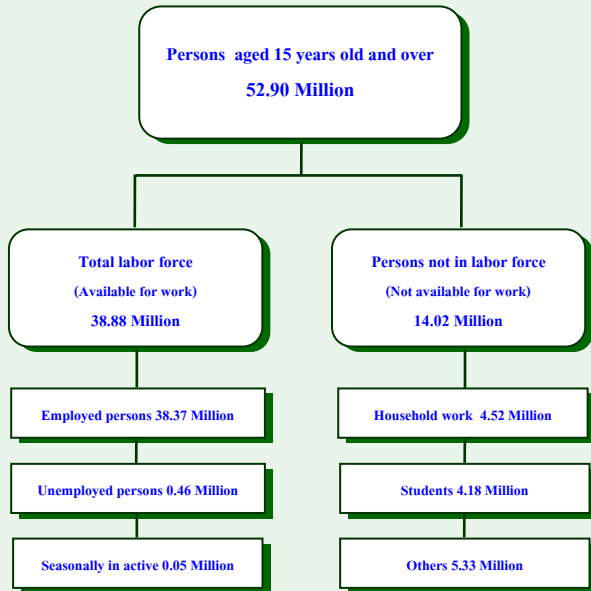 Persons aged 15 years old and over
52.90 Million
Total labor force
(Available for work)
38.88 Million
Persons not in labor force
(Not available for work)
14.02 Million
Employed persons 38.37 Million
Unemployed persons 0.46 Million
Seasonally in active 0.05 Million
Household work 4.52 Million
Students 4.18 Million
Others 5.33 Million